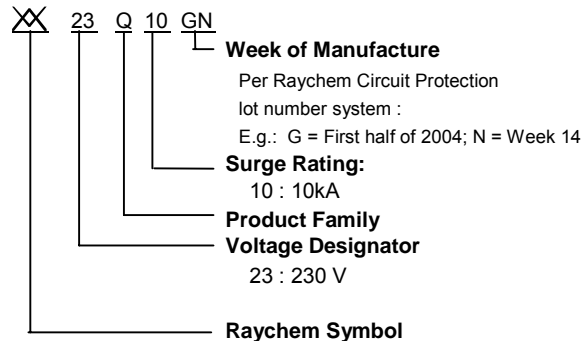 23 Q 10 GN
Week of Manufacture
Per Raychem Circuit Protection
lot number system :
E.g.: G = First half of 2004; N = Week 14
Surge Rating:
10 : 10kA
Product Family
Voltage Designator
23 : 230 V
Raychem Symbol